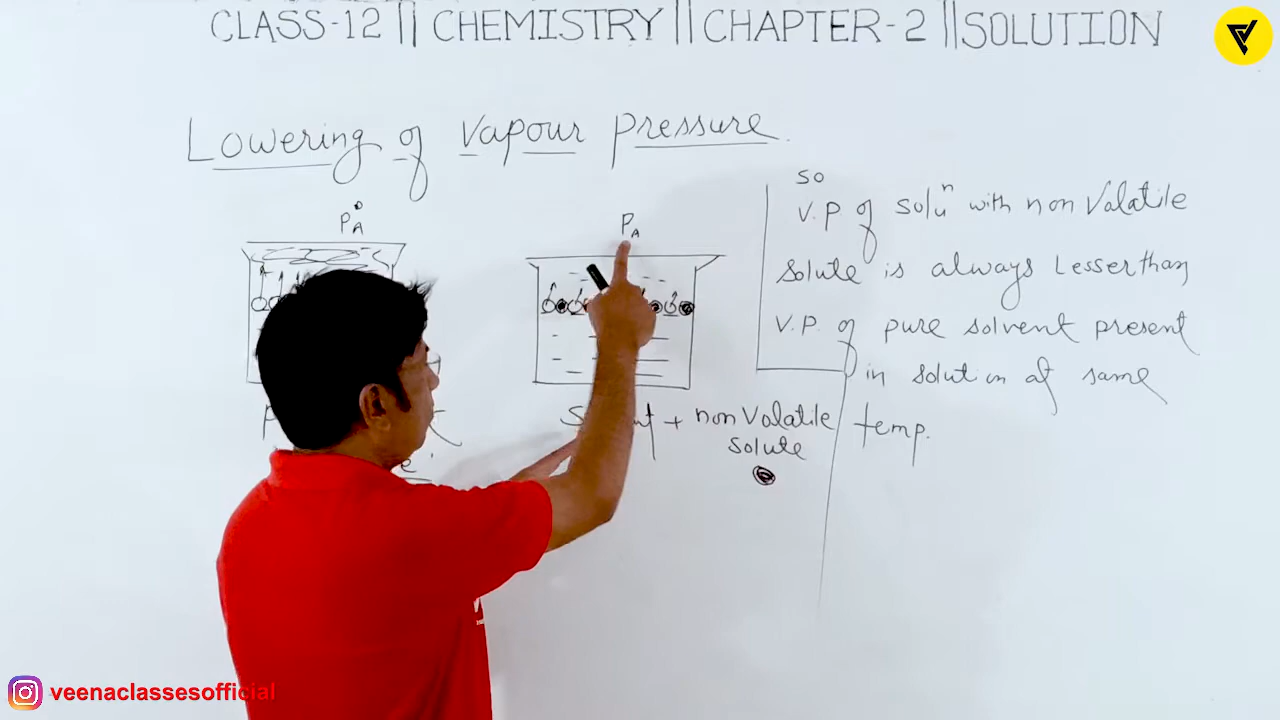 CLASS-12 || CHEMISTRY || CHAPTER-2 || SOLUTION
Lowering of Vapour pressure.
P°A
PA
so
V.P of soluⁿ with non Volatile
solute is always Lesser than
V.P. of pure solvent present
in solution at same
temp.
+ non Volatile
solute
veenaclassesofficial